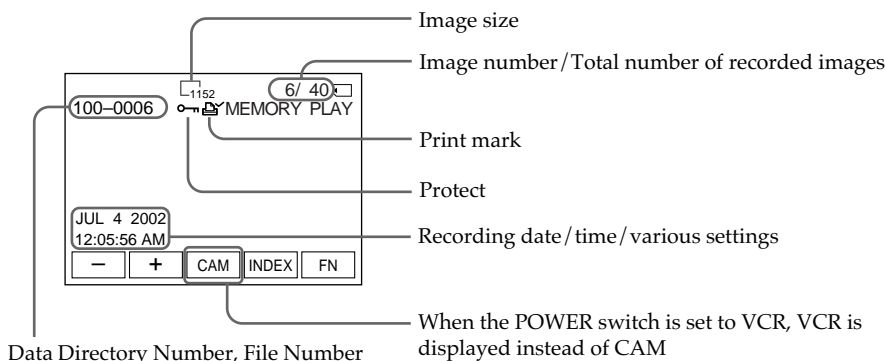 Image size
Image number/Total number of recorded images
1152
6/ 40
100–0006
MEMORY PLAY
Print mark
Protect
JUL 4 2002
12:05:56 AM
Recording date/time/various settings
− + CAM INDEX FN
When the POWER switch is set to VCR, VCR is
displayed instead of CAM
Data Directory Number, File Number